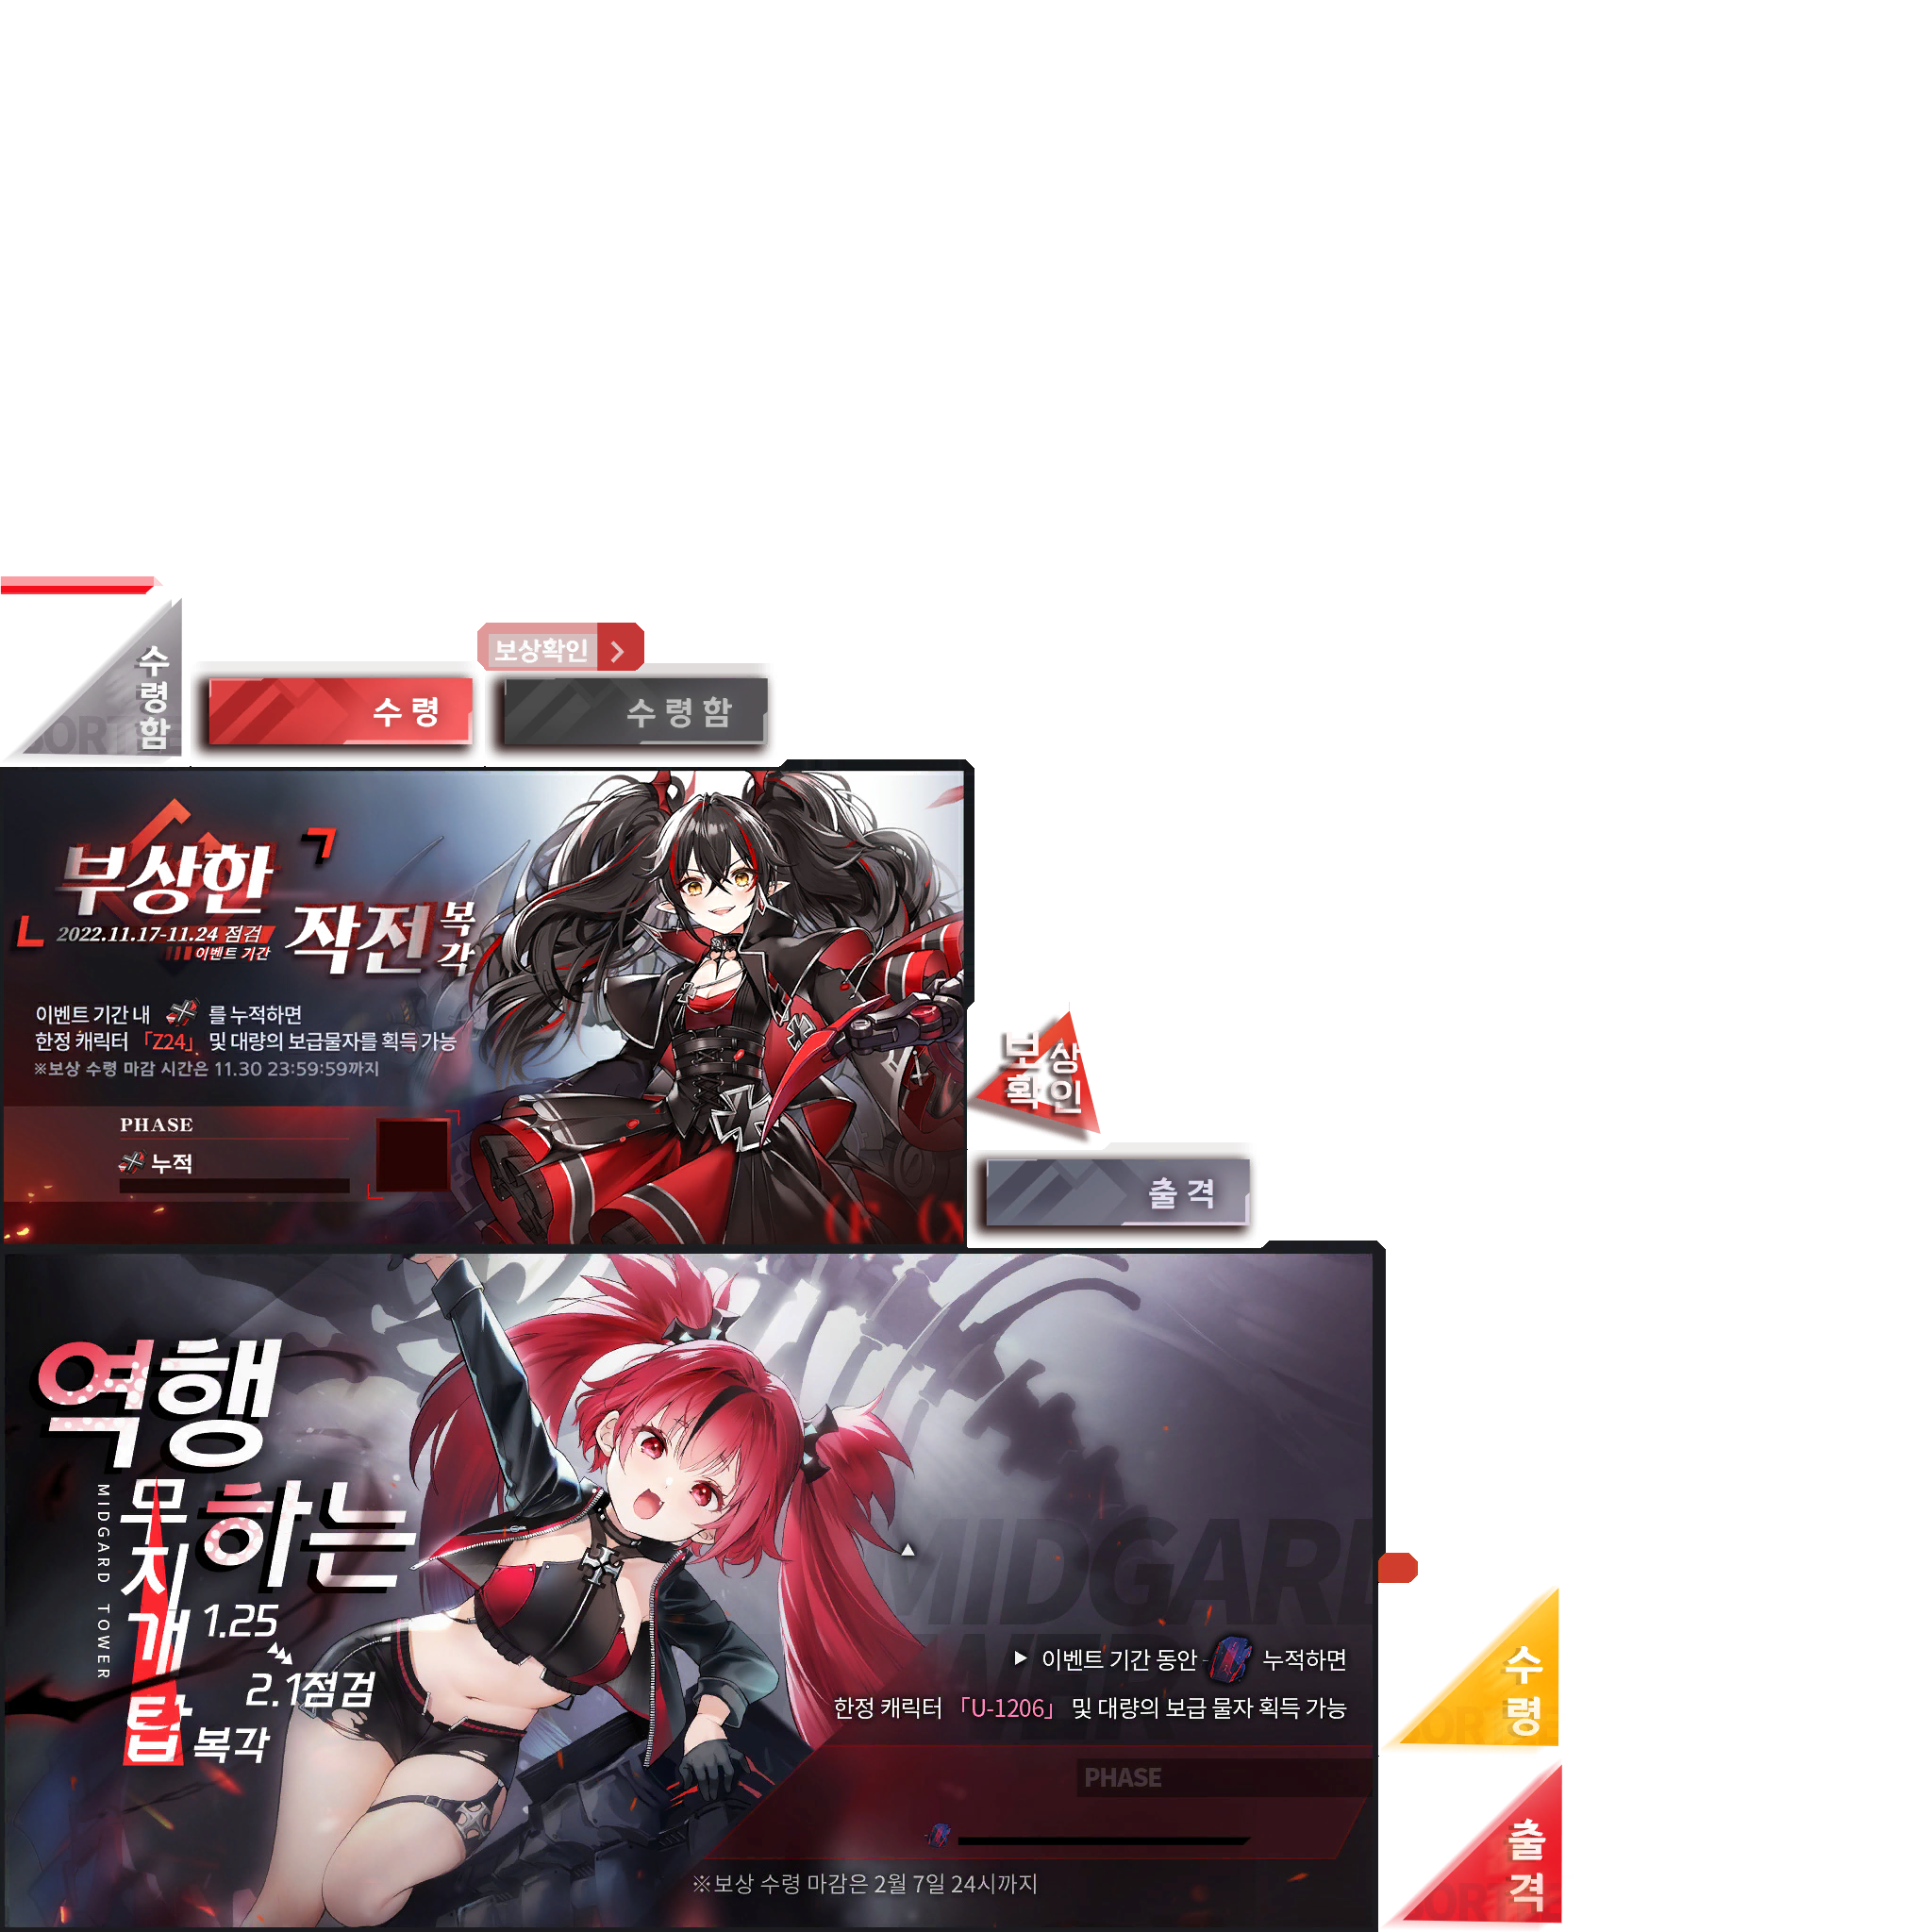 수령함
수령
보상확인
수령함
부상한
작전 복각
2022.11.17-11.24 점검
이벤트 기간
이벤트 기간 내 를 누적하면
한정 캐릭터 「Z24」 및 대량의 보급물자를 획득 가능
※보상 수령 마감 시간은 11.30 23:59:59까지
PHASE
누적
보상
확인
출격
역행
하는
무지개탑
MIDGARD TOWER
1.25
2.1점검
복각
MIDGARD
이벤트 기간 동안 누적하면
한정 캐릭터 「U-1206」 및 대량의 보급 물자 획득 가능
PHASE
※보상 수령 마감은 2월 7일 24시까지
수령
출격